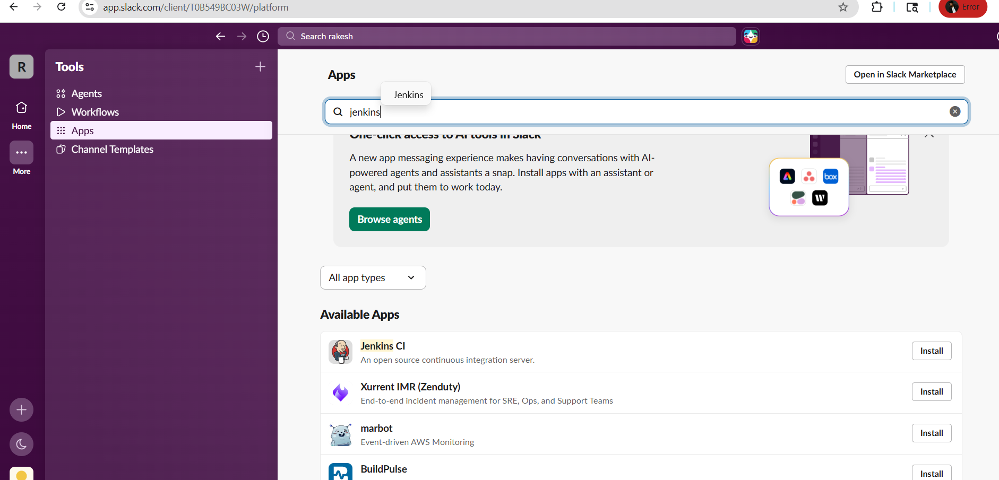 app.slack.com/client/T0B549BC03W/platform
Error
Search rakesh
R
Home
More
Tools
Agents
Workflows
Apps
Channel Templates
Apps
Open in Slack Marketplace
Jenkins
jenkins
One-click access to AI tools in Slack
A new app messaging experience makes having conversations with AI-
powered agents and assistants a snap. Install apps with an assistant or
agent, and put them to work today.
Browse agents
box
All app types
Available Apps
Jenkins CI
An open source continuous integration server.
Install
Xurrent IMR (Zenduty)
End-to-end incident management for SRE, Ops, and Support Teams
Install
marbot
Event-driven AWS Monitoring
Install
BuildPulse
Install